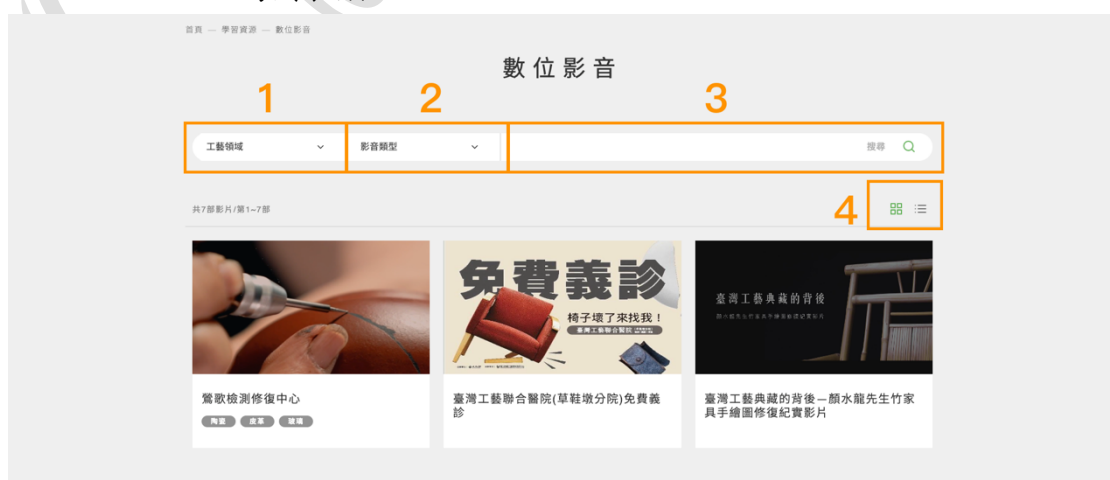 首頁 — 學習資源 — 數位影音
數位影音
1
2
3
工藝領域
影音類型
搜尋
共7部影片/第1–7部
4
免費義診
椅子壞了來找我！
臺灣工藝聯合醫院
臺灣工藝典藏的背後
鶯歌檢測修復中心
陶瓷 皮革 玻璃
臺灣工藝聯合醫院(草鞋墩分院)免費義
診
臺灣工藝典藏的背後—顏水龍先生竹家
具手繪圖修復紀實影片